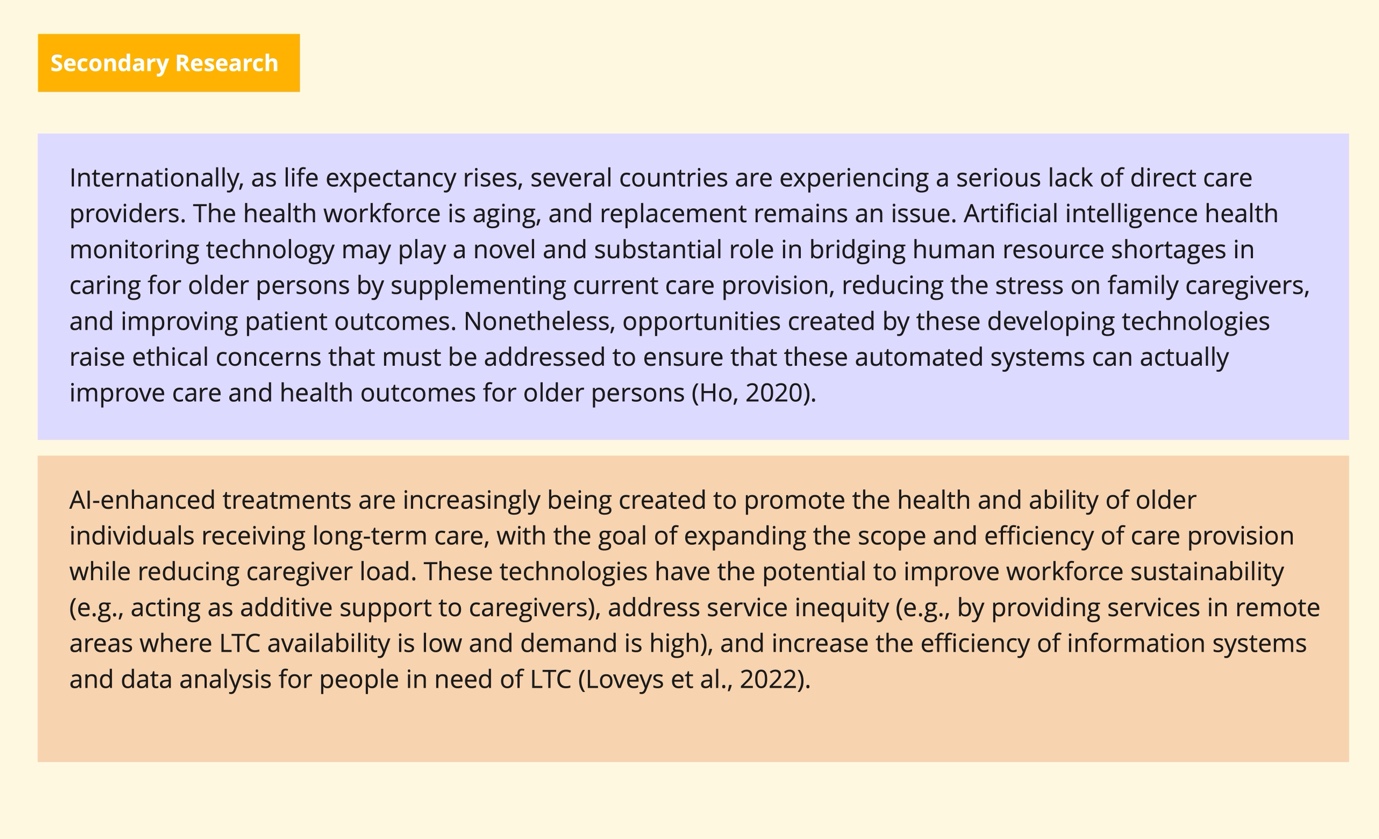 Secondary Research
Internationally, as life expectancy rises, several countries are experiencing a serious lack of direct care
providers. The health workforce is aging, and replacement remains an issue. Artificial intelligence health
monitoring technology may play a novel and substantial role in bridging human resource shortages in
caring for older persons by supplementing current care provision, reducing the stress on family caregivers,
and improving patient outcomes. Nonetheless, opportunities created by these developing technologies
raise ethical concerns that must be addressed to ensure that these automated systems can actually
improve care and health outcomes for older persons (Ho, 2020).
AI-enhanced treatments are increasingly being created to promote the health and ability of older
individuals receiving long-term care, with the goal of expanding the scope and efficiency of care provision
while reducing caregiver load. These technologies have the potential to improve workforce sustainability
(e.g., acting as additive support to caregivers), address service inequity (e.g., by providing services in remote
areas where LTC availability is low and demand is high), and increase the efficiency of information systems
and data analysis for people in need of LTC (Loveys et al., 2022).